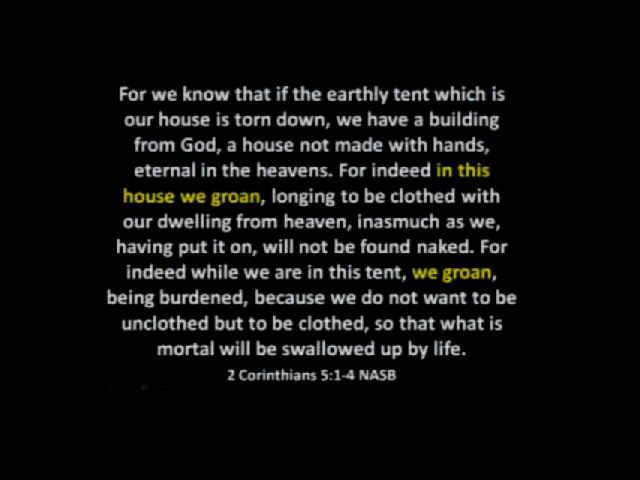 For we know that if the earthly tent which is
our house is torn down, we have a building
from God, a house not made with hands,
eternal in the heavens. For indeed in this
house we groan, longing to be clothed with
our dwelling from heaven, inasmuch as we,
having put it on, will not be found naked. For
indeed while we are in this tent, we groan,
being burdened, because we do not want to be
unclothed but to be clothed, so that what is
mortal will be swallowed up by life.
2 Corinthians 5:1-4 NASB